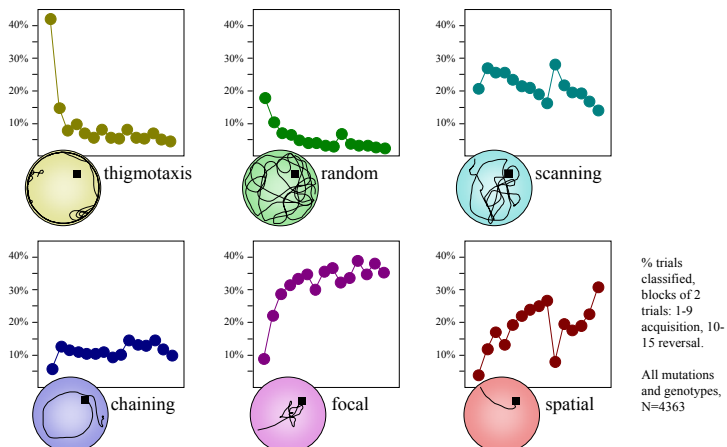 40%
30%
20%
10%
thigmotaxis
40%
30%
20%
10%
random
40%
30%
20%
10%
scanning
40%
30%
20%
10%
chaining
40%
30%
20%
10%
focal
40%
30%
20%
10%
spatial
% trials
classified,
blocks of 2
trials: 1-9
acquisition, 10-
15 reversal.
All mutations
and genotypes,
N=4363